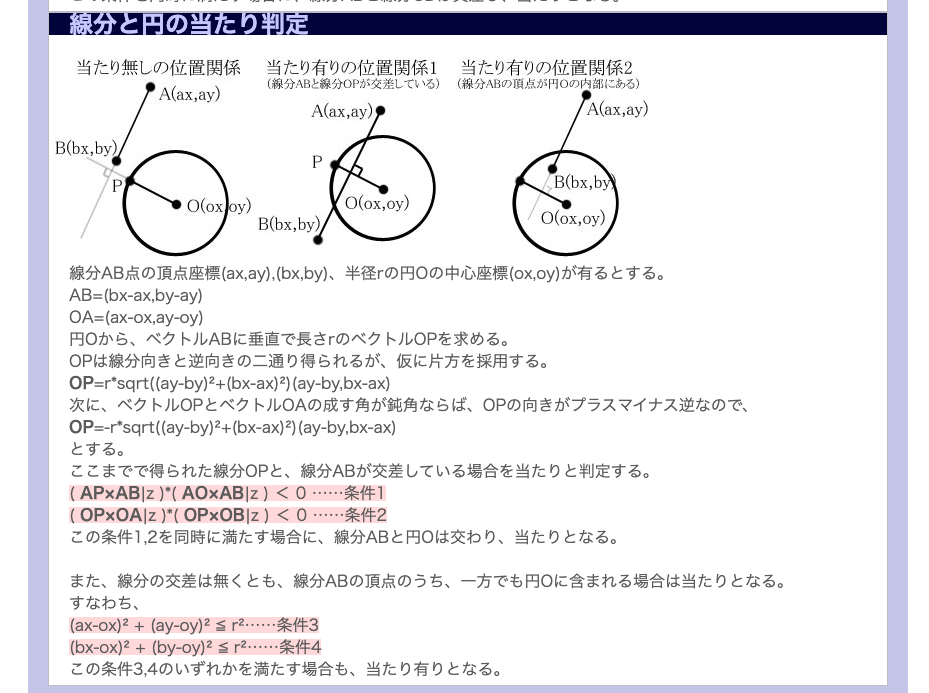 線分と円の当たり判定
当たり無しの位置関係
当たり有りの位置関係1
(線分ABと線分OPが交差している)
当たり有りの位置関係2
(線分ABの頂点が円Oの内部にある)
A(ax,ay)
B(bx,by)
P
O(ox,oy)
A(ax,ay)
P
O(ox,oy)
B(bx,by)
A(ax,ay)
B(bx,by)
O(ox,oy)
線分AB点の頂点座標(ax,ay),(bx,by)、半径rの円Oの中心座標(ox,oy)が有るとする。
AB=(bx-ax,by-ay)
OA=(ax-ox,ay-oy)
円Oから、ベクトルABに垂直で長さrのベクトルOPを求める。
OPは線分向きと逆向きの二通り得られるが、仮に片方を採用する。
OP=r*sqrt((ay-by)²+(bx-ax)²)(ay-by,bx-ax)
次に、ベクトルOPとベクトルOAの成す角が鈍角ならば、OPの向きがプラスマイナス逆なので、
OP=-r*sqrt((ay-by)²+(bx-ax)²)(ay-by,bx-ax)
とする。
ここまでで得られた線分OPと、線分ABが交差している場合を当たりと判定する。
( AP×AB|z )*( AO×AB|z ) ＜ 0 ……条件1
( OP×OA|z )*( OP×OB|z ) ＜ 0 ……条件2
この条件1,2を同時に満たす場合に、線分ABと円Oは交わり、当たりとなる。
また、線分の交差は無くとも、線分ABの頂点のうち、一方でも円Oに含まれる場合は当たりとなる。
すなわち、
(ax-ox)² + (ay-oy)² ≦ r²……条件3
(bx-ox)² + (by-oy)² ≦ r²……条件4
この条件3,4のいずれかを満たす場合も、当たり有りとなる。